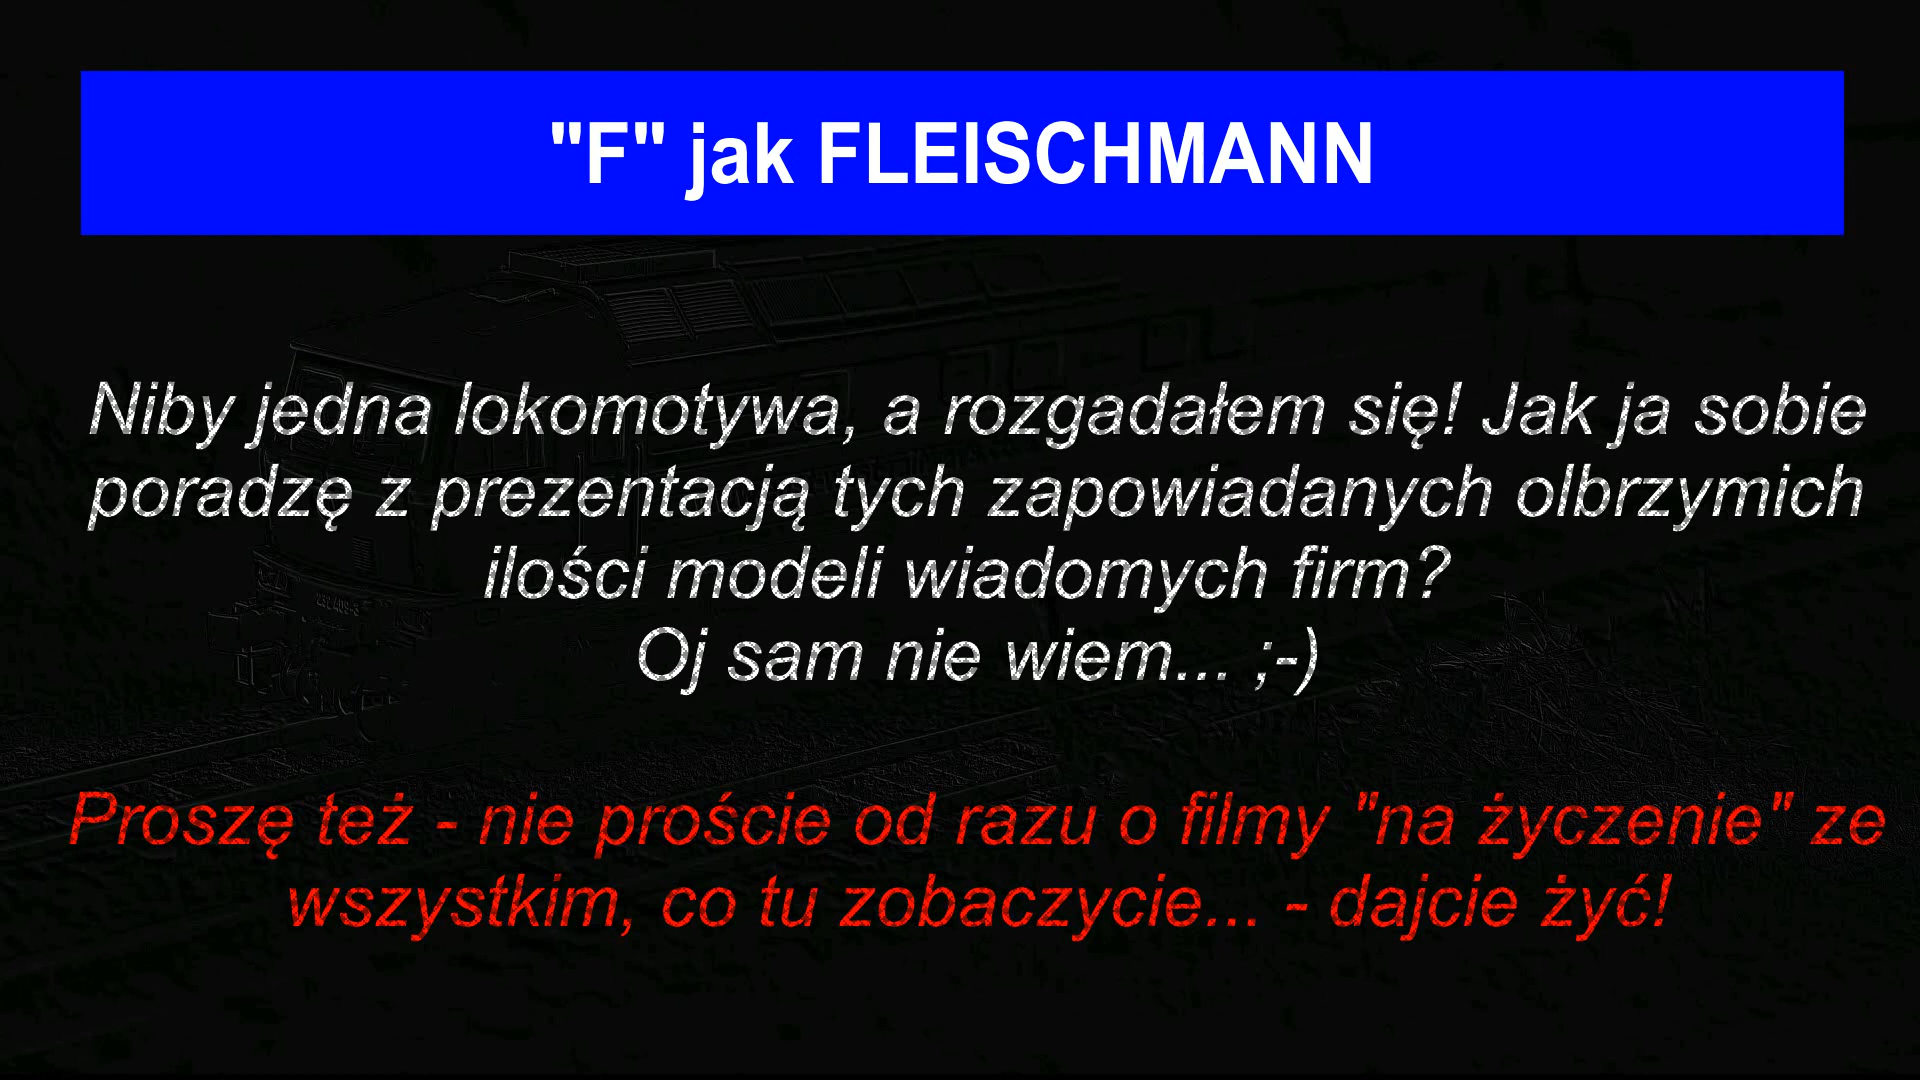 "F" jak FLEISCHMANN
Niby jedna lokomotywa, a rozgadałem się! Jak ja sobie
poradzę z prezentacją tych zapowiadanych olbrzymich
ilości modeli wiadomych firm?
Oj sam nie wiem... ;-)
Proszę też - nie proście od razu o filmy "na życzenie" ze
wszystkim, co tu zobaczycie... - dajcie żyć!